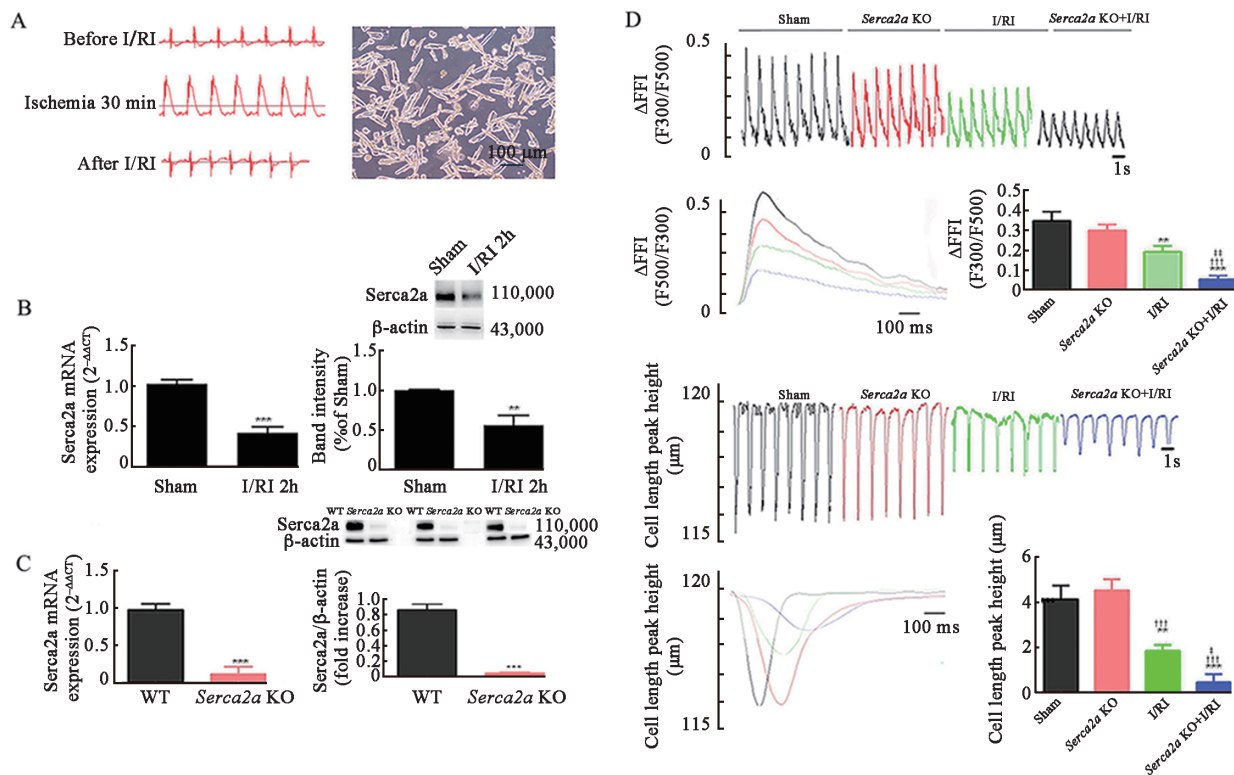 A
Before I/RI
Ischemia 30 min
After I/RI
100 μm
B
Sham
I/RI 2h
Serca2a
110,000
β-actin
43,000
Serca2a mRNA
expression (2⁻ΔΔCT)
1.5
1.0
0.5
0
***
Sham
I/RI 2h
Band intensity
(%of Sham)
1.5
1.0
0.5
0
**
Sham
I/RI 2h
WT Serca2a KO WT Serca2a KO WT Serca2a KO
Serca2a
110,000
β-actin
43,000
C
Serca2a mRNA
expression (2⁻ΔΔCT)
1.5
1.0
0.5
0
***
WT
Serca2a KO
Serca2a/β-actin
(fold increase)
1.0
0.8
0.6
0.4
0.2
0
***
WT
Serca2a KO
D
Sham
Serca2a KO
I/RI
Serca2a KO+I/RI
ΔFFI
(F300/F500)
0.5
0
1s
ΔFFI
(F500/F300)
0.5
0
100 ms
ΔFFI
(F300/F500)
0.4
0.3
0.2
0.1
0
**
‡‡
†††
***
Sham
Serca2a KO
I/RI
Serca2a KO+I/RI
Cell length peak height
(μm)
120
115
Sham
Serca2a KO
I/RI
Serca2a KO+I/RI
1s
Cell length peak height
(μm)
120
115
100 ms
Cell length peak height (μm)
6
4
2
0
†††
**
‡
†††
***
Sham
Serca2a KO
I/RI
Serca2a KO+I/RI